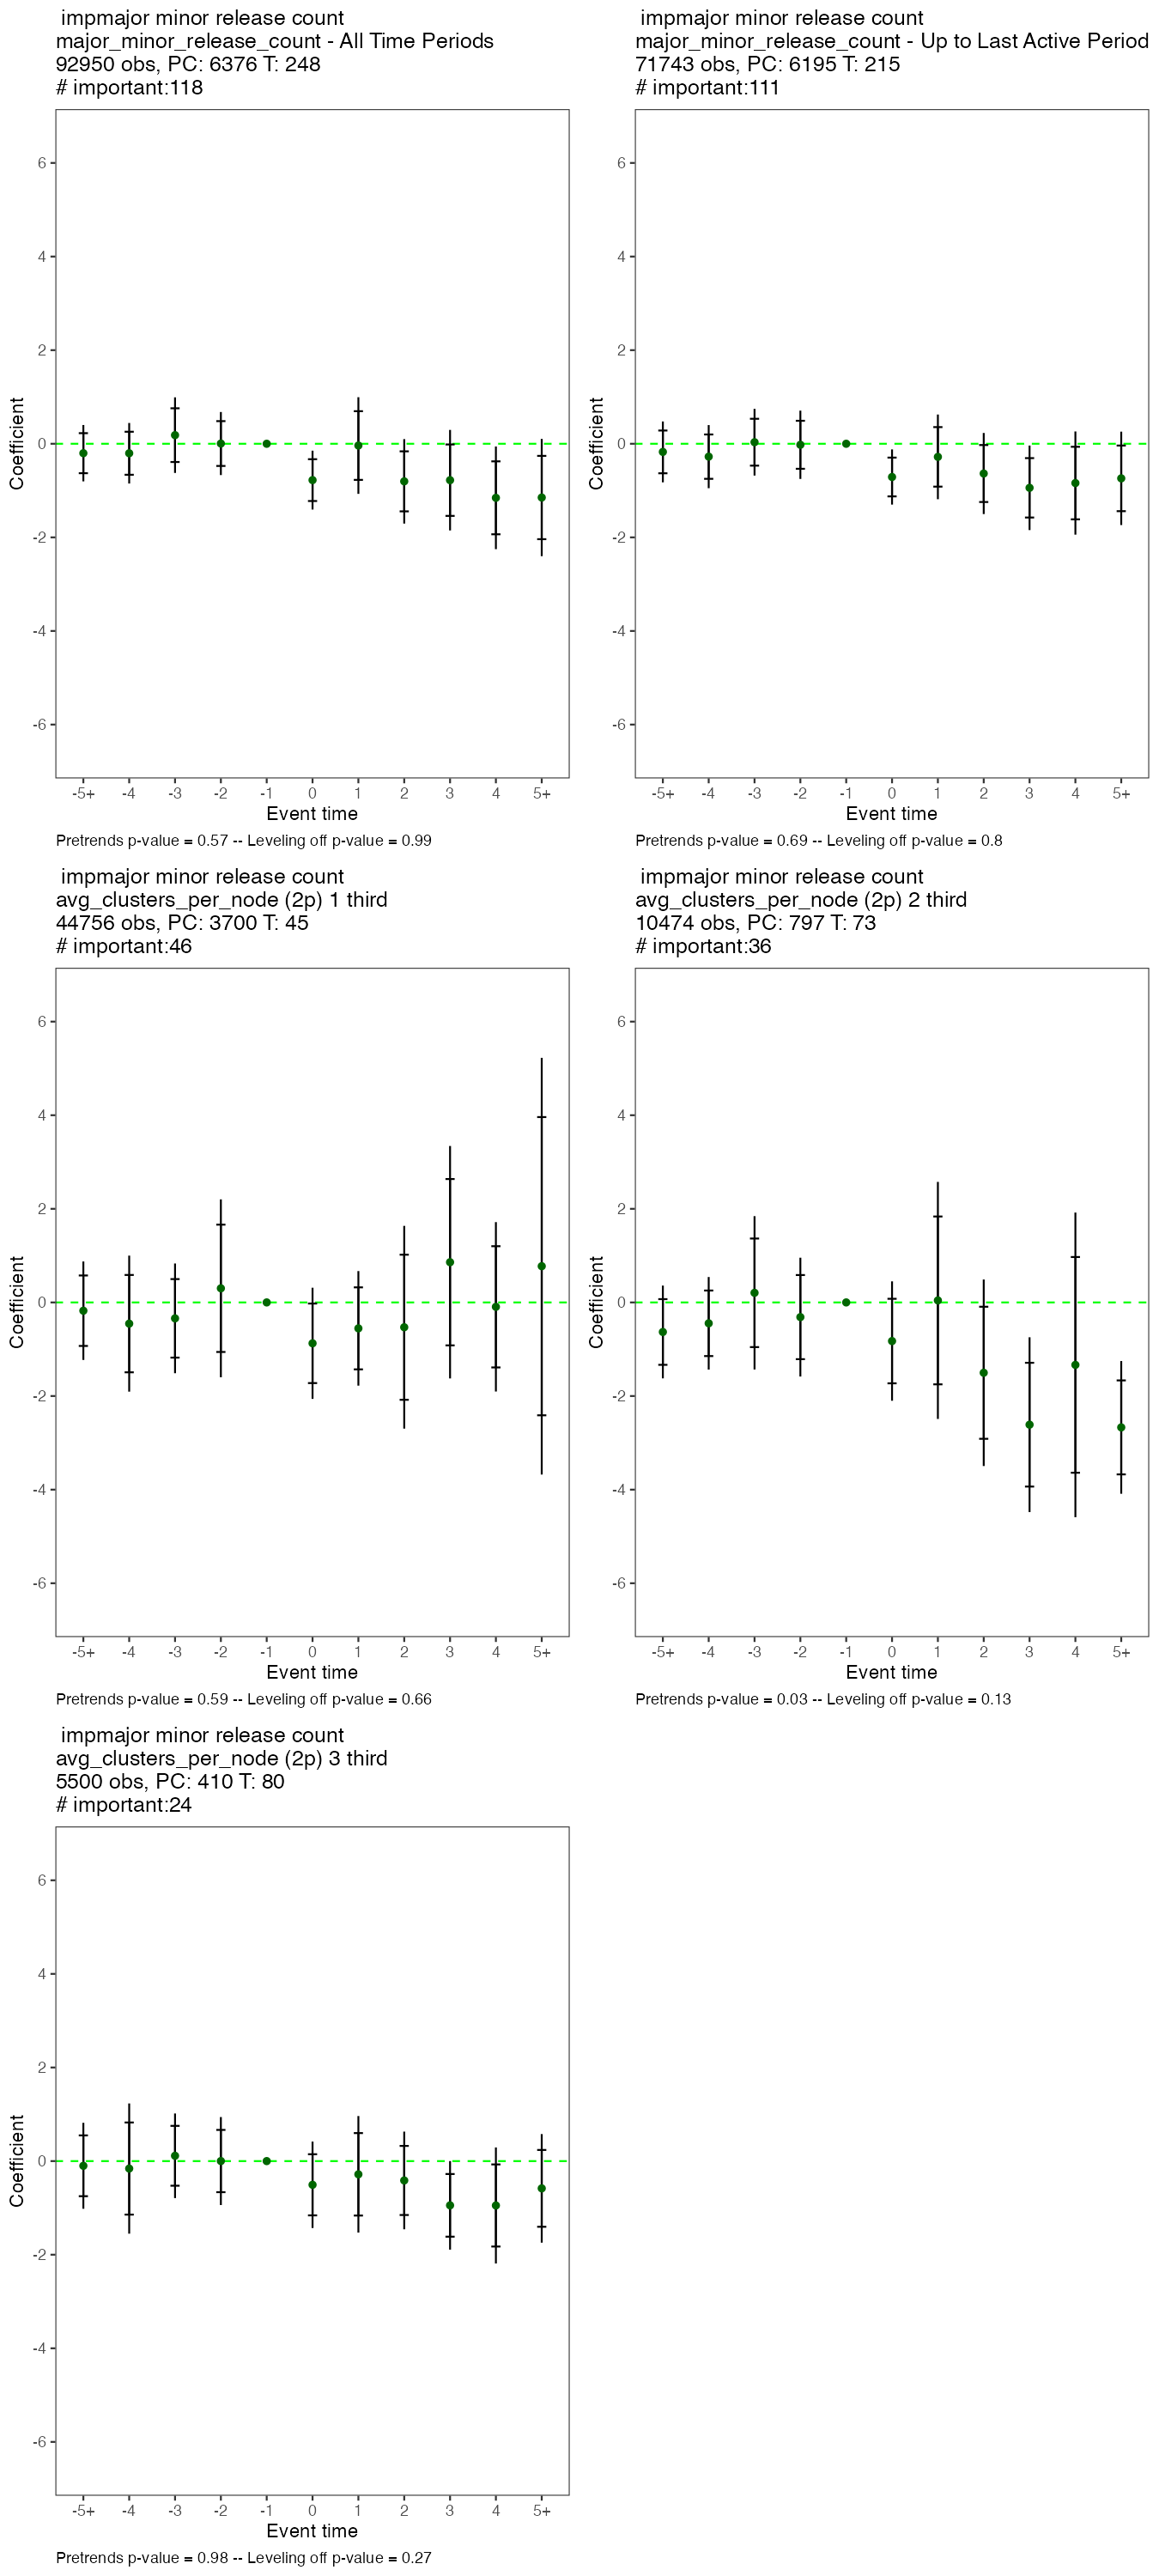 impmajor minor release count
major_minor_release_count - All Time Periods
92950 obs, PC: 6376 T: 248
# important:118
6
4
2
0
-2
-4
-6
Coefficient
-5+ -4 -3 -2 -1 0 1 2 3 4 5+
Event time
Pretrends p-value = 0.57 -- Leveling off p-value = 0.99
impmajor minor release count
major_minor_release_count - Up to Last Active Period
71743 obs, PC: 6195 T: 215
# important:111
6
4
2
0
-2
-4
-6
Coefficient
-5+ -4 -3 -2 -1 0 1 2 3 4 5+
Event time
Pretrends p-value = 0.69 -- Leveling off p-value = 0.8
impmajor minor release count
avg_clusters_per_node (2p) 1 third
44756 obs, PC: 3700 T: 45
# important:46
6
4
2
0
-2
-4
-6
Coefficient
-5+ -4 -3 -2 -1 0 1 2 3 4 5+
Event time
Pretrends p-value = 0.59 -- Leveling off p-value = 0.66
impmajor minor release count
avg_clusters_per_node (2p) 2 third
10474 obs, PC: 797 T: 73
# important:36
6
4
2
0
-2
-4
-6
Coefficient
-5+ -4 -3 -2 -1 0 1 2 3 4 5+
Event time
Pretrends p-value = 0.03 -- Leveling off p-value = 0.13
impmajor minor release count
avg_clusters_per_node (2p) 3 third
5500 obs, PC: 410 T: 80
# important:24
6
4
2
0
-2
-4
-6
Coefficient
-5+ -4 -3 -2 -1 0 1 2 3 4 5+
Event time
Pretrends p-value = 0.98 -- Leveling off p-value = 0.27